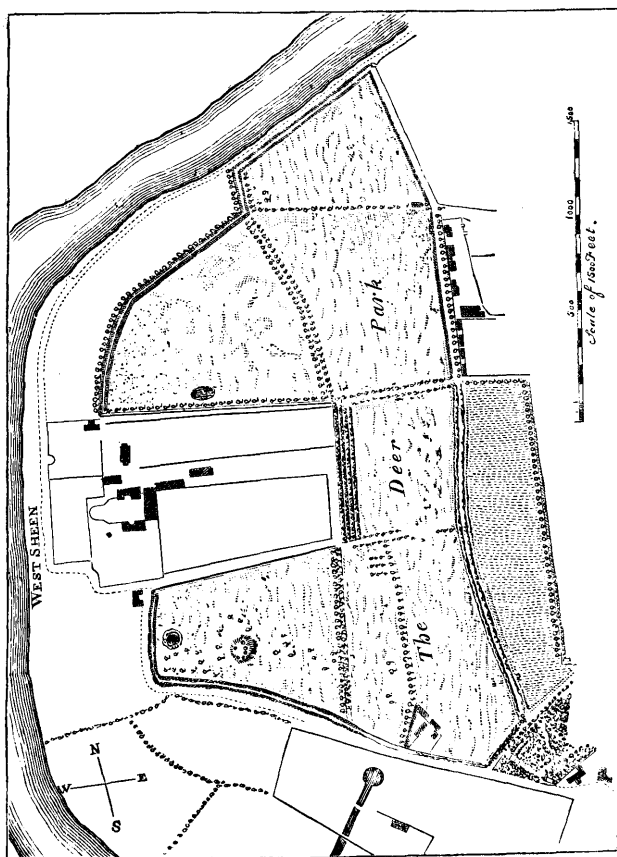 WEST SHEEN
The Deer Park
N
W E
S
500 1000 1500
Scale of 1500 Feet.